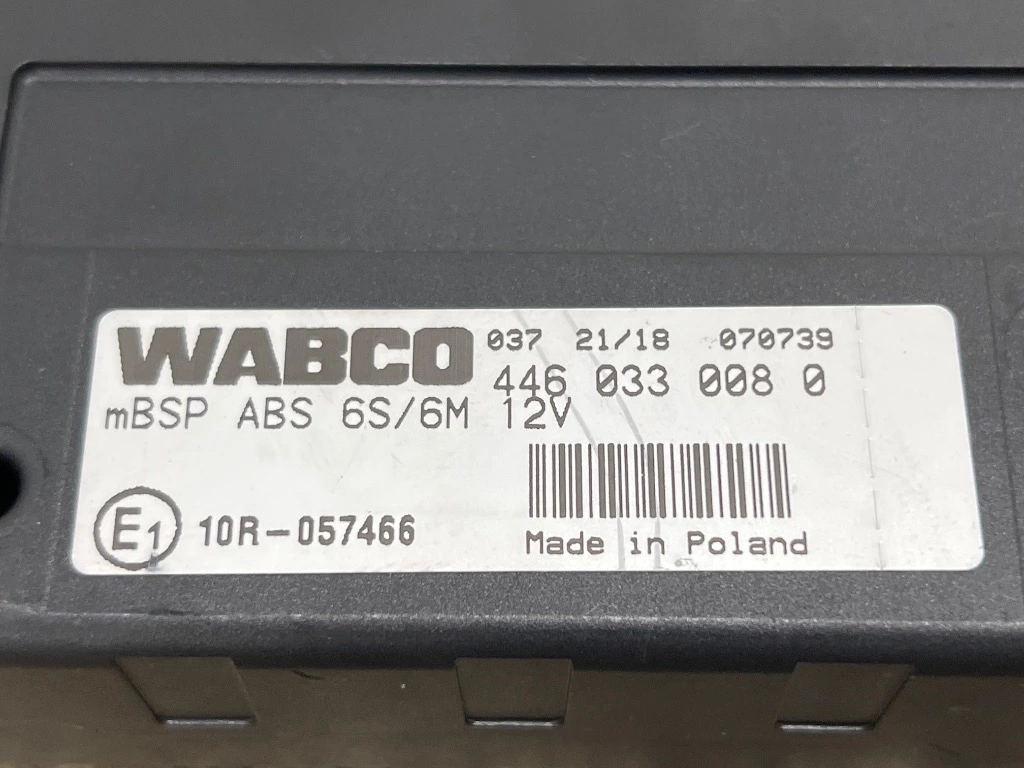 WABCO 037 21/18 070739
446 033 008 0
mBSP ABS 6S/6M 12V
E1 10R-057466
Made in Poland